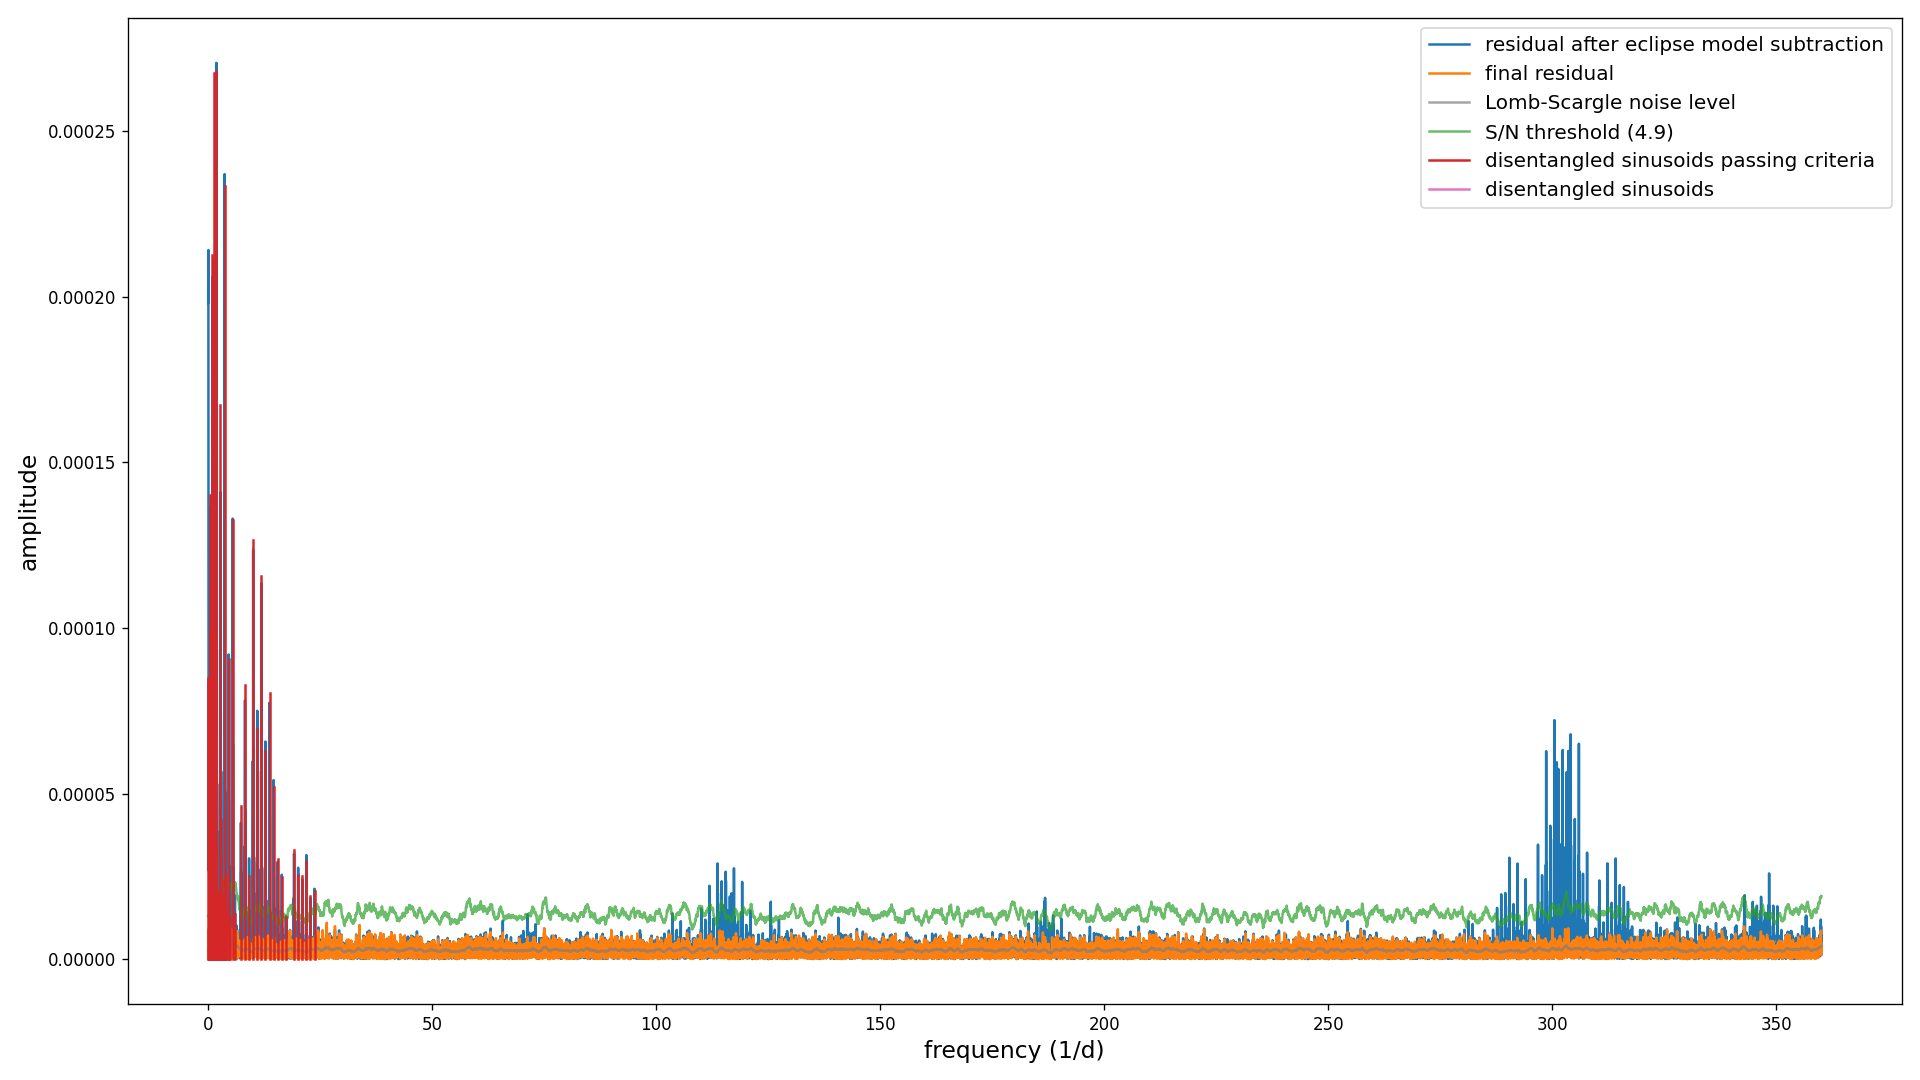 residual after eclipse model subtraction
final residual
Lomb-Scargle noise level
S/N threshold (4.9)
disentangled sinusoids passing criteria
disentangled sinusoids
amplitude
0.00025
0.00020
0.00015
0.00010
0.00005
0.00000
0 50 100 150 200 250 300 350
frequency (1/d)